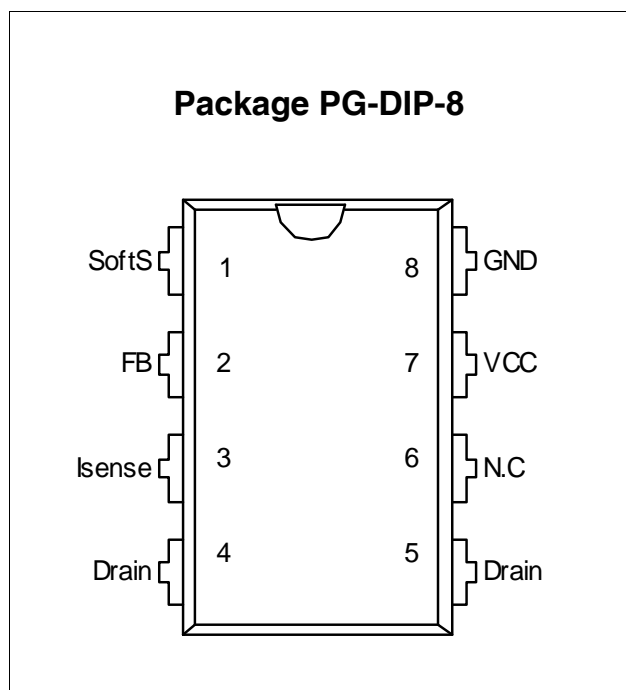 Package PG-DIP-8
SoftS 1 8 GND
FB 2 7 VCC
Isense 3 6 N.C
Drain 4 5 Drain